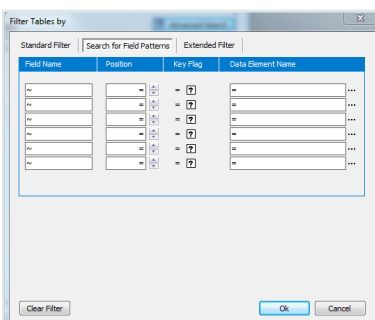 Filter Tables by
Standard Filter Search for Field Patterns Extended Filter
Field Name Position Key Flag Data Element Name
~ = = ? = ...
~ = = ? = ...
~ = = ? = ...
~ = = ? = ...
~ = = ? = ...
~ = = ? = ...
Clear Filter Ok Cancel